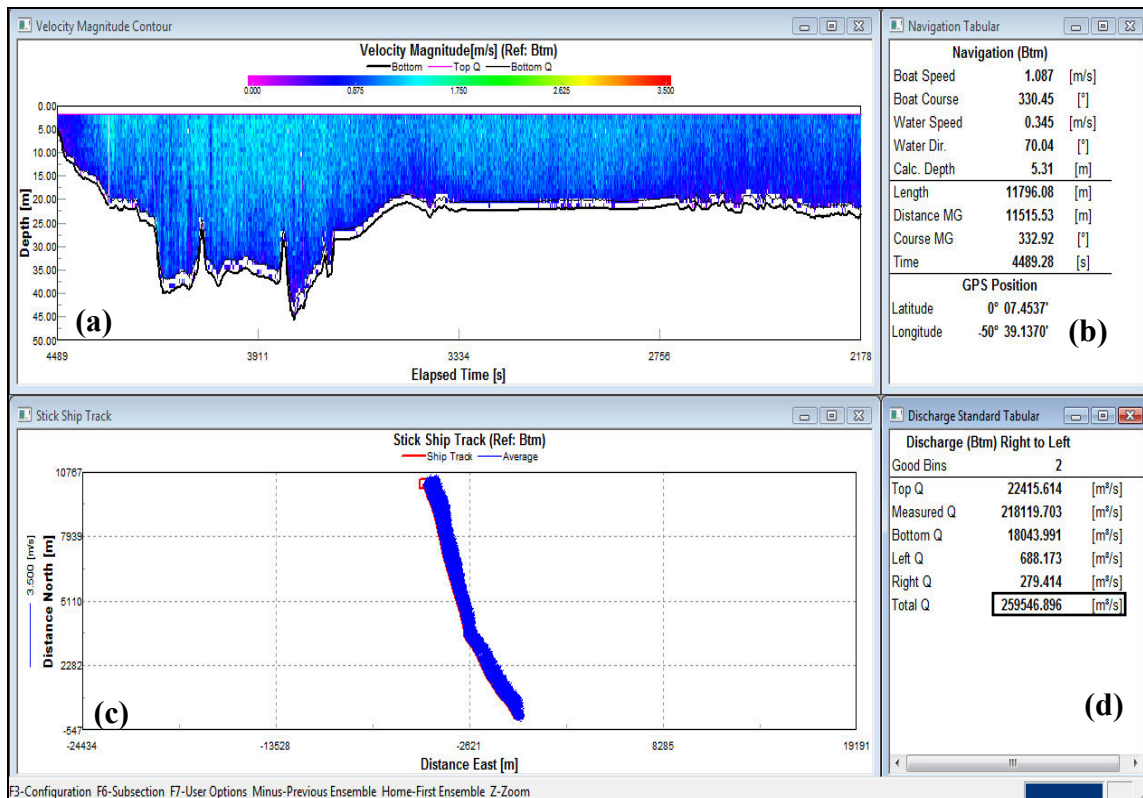 Velocity Magnitude Contour
Velocity Magnitude[m/s] (Ref: Btm)
Bottom Top Q Bottom Q
0.000 0.875 1.750 2.625 3.500
Depth [m]
0.00
5.00
10.00
15.00
20.00
25.00
30.00
35.00
40.00
45.00
50.00
(a)
4489 3911 3334 2756 2178
Elapsed Time [s]
Navigation Tabular
Navigation (Btm)
Boat Speed 1.087 [m/s]
Boat Course 330.45 [°]
Water Speed 0.345 [m/s]
Water Dir. 70.04 [°]
Calc. Depth 5.31 [m]
Length 11796.08 [m]
Distance MG 11515.53 [m]
Course MG 332.92 [°]
Time 4489.28 [s]
GPS Position
Latitude 0° 07.4537'
Longitude -50° 39.1370'
(b)
Stick Ship Track
Stick Ship Track (Ref: Btm)
Ship Track Average
3.500 [m/s]
Distance North [m]
10767
7939
5110
2282
-547
(c)
-24434 -13528 -2621 8285 19191
Distance East [m]
Discharge Standard Tabular
Discharge (Btm) Right to Left
Good Bins 2
Top Q 22415.614 [m³/s]
Measured Q 218119.703 [m³/s]
Bottom Q 18043.991 [m³/s]
Left Q 688.173 [m³/s]
Right Q 279.414 [m³/s]
Total Q 259546.896 [m³/s]
(d)
F3-Configuration F6-Subsection F7-User Options Minus-Previous Ensemble Home-First Ensemble Z-Zoom